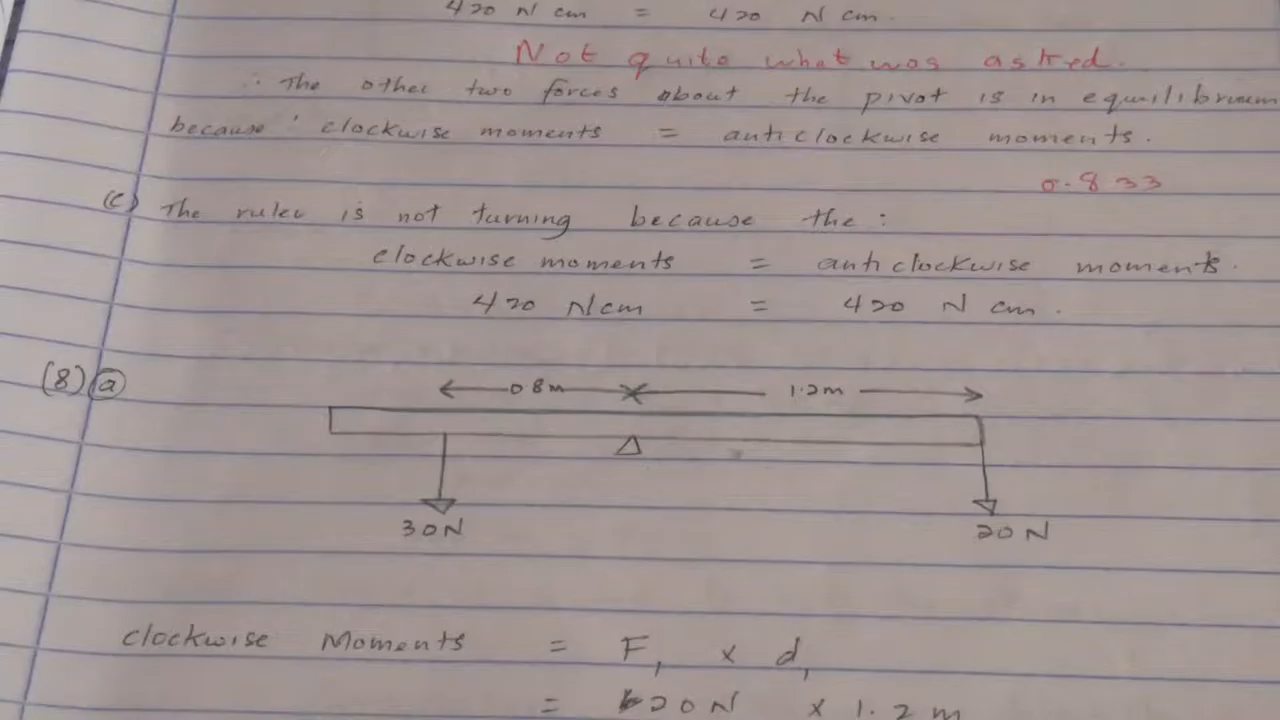 420 N cm = 420 N cm.
Not quite what was asked.
∴ The other two forces about the pivot is in equilibrium
because clockwise moments = anticlockwise moments.
0.833
(c) The ruler is not turning because the :
clockwise moments = anticlockwise moments.
420 Ncm = 420 N cm.
(8) (a)
0.8m 1.2m
30N 20N
clockwise Moments = F₁ × d₁
= 20N × 1.2 m